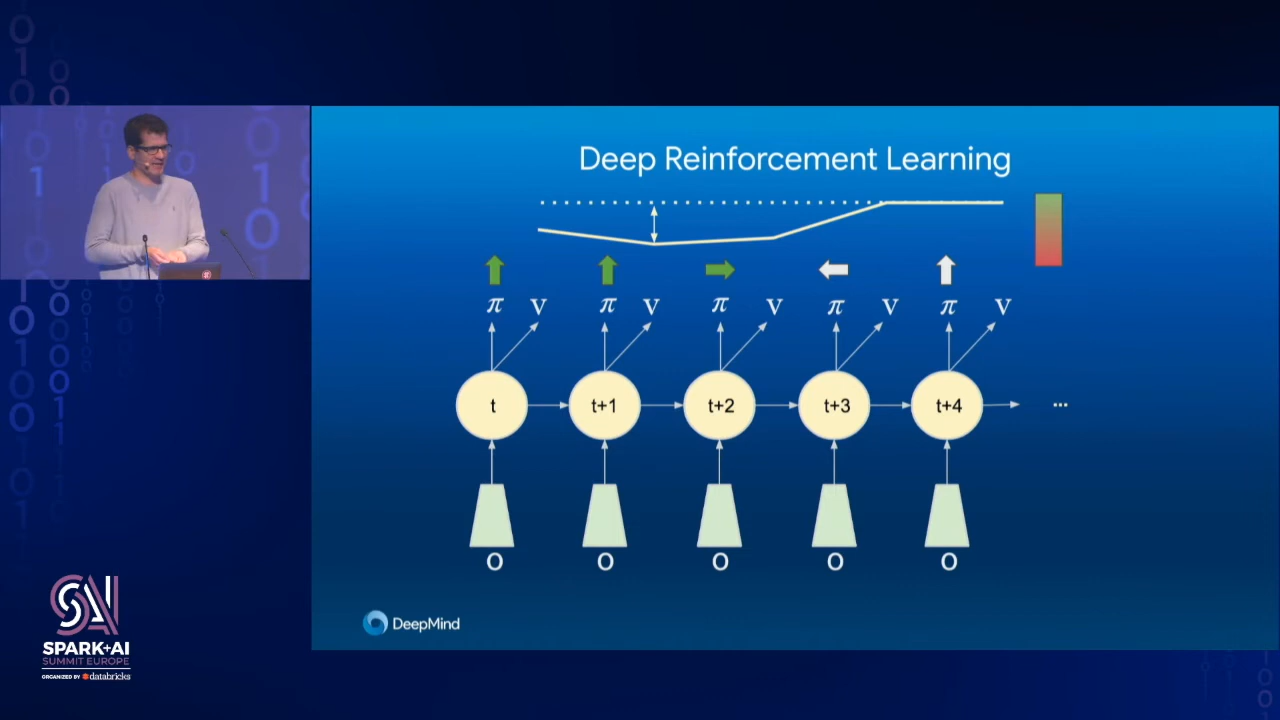 Deep Reinforcement Learning
π V π V π V π V π V
t t+1 t+2 t+3 t+4 ...
O O O O O
DeepMind
SPARK+AI
SUMMIT EUROPE
ORGANIZED BY databricks